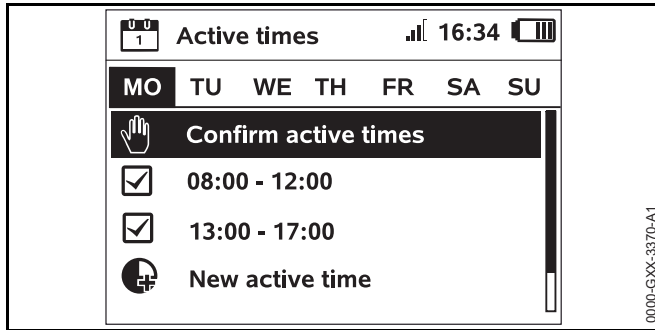 1 Active times 16:34
MO TU WE TH FR SA SU
Confirm active times
08:00 - 12:00
13:00 - 17:00
New active time
0000-GXX-3370-A1